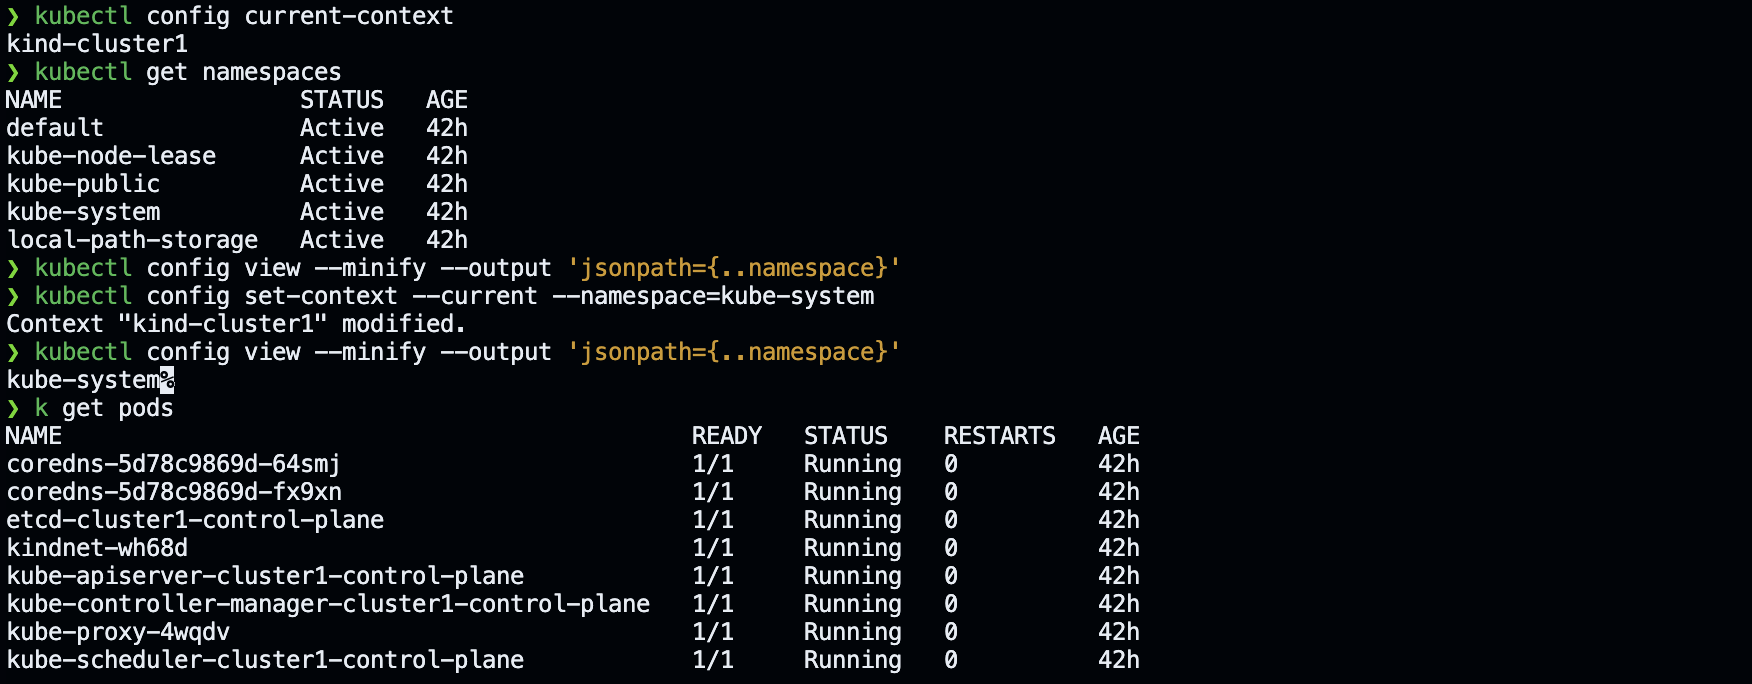 ❯ kubectl config current-context
kind-cluster1
❯ kubectl get namespaces
NAME                 STATUS   AGE
default              Active   42h
kube-node-lease      Active   42h
kube-public          Active   42h
kube-system          Active   42h
local-path-storage   Active   42h
❯ kubectl config view --minify --output 'jsonpath={..namespace}'
❯ kubectl config set-context --current --namespace=kube-system
Context "kind-cluster1" modified.
❯ kubectl config view --minify --output 'jsonpath={..namespace}'
kube-system%
❯ k get pods
NAME                                             READY   STATUS    RESTARTS   AGE
coredns-5d78c9869d-64smj                         1/1     Running   0          42h
coredns-5d78c9869d-fx9xn                         1/1     Running   0          42h
etcd-cluster1-control-plane                      1/1     Running   0          42h
kindnet-wh68d                                    1/1     Running   0          42h
kube-apiserver-cluster1-control-plane            1/1     Running   0          42h
kube-controller-manager-cluster1-control-plane   1/1     Running   0          42h
kube-proxy-4wqdv                                 1/1     Running   0          42h
kube-scheduler-cluster1-control-plane            1/1     Running   0          42h